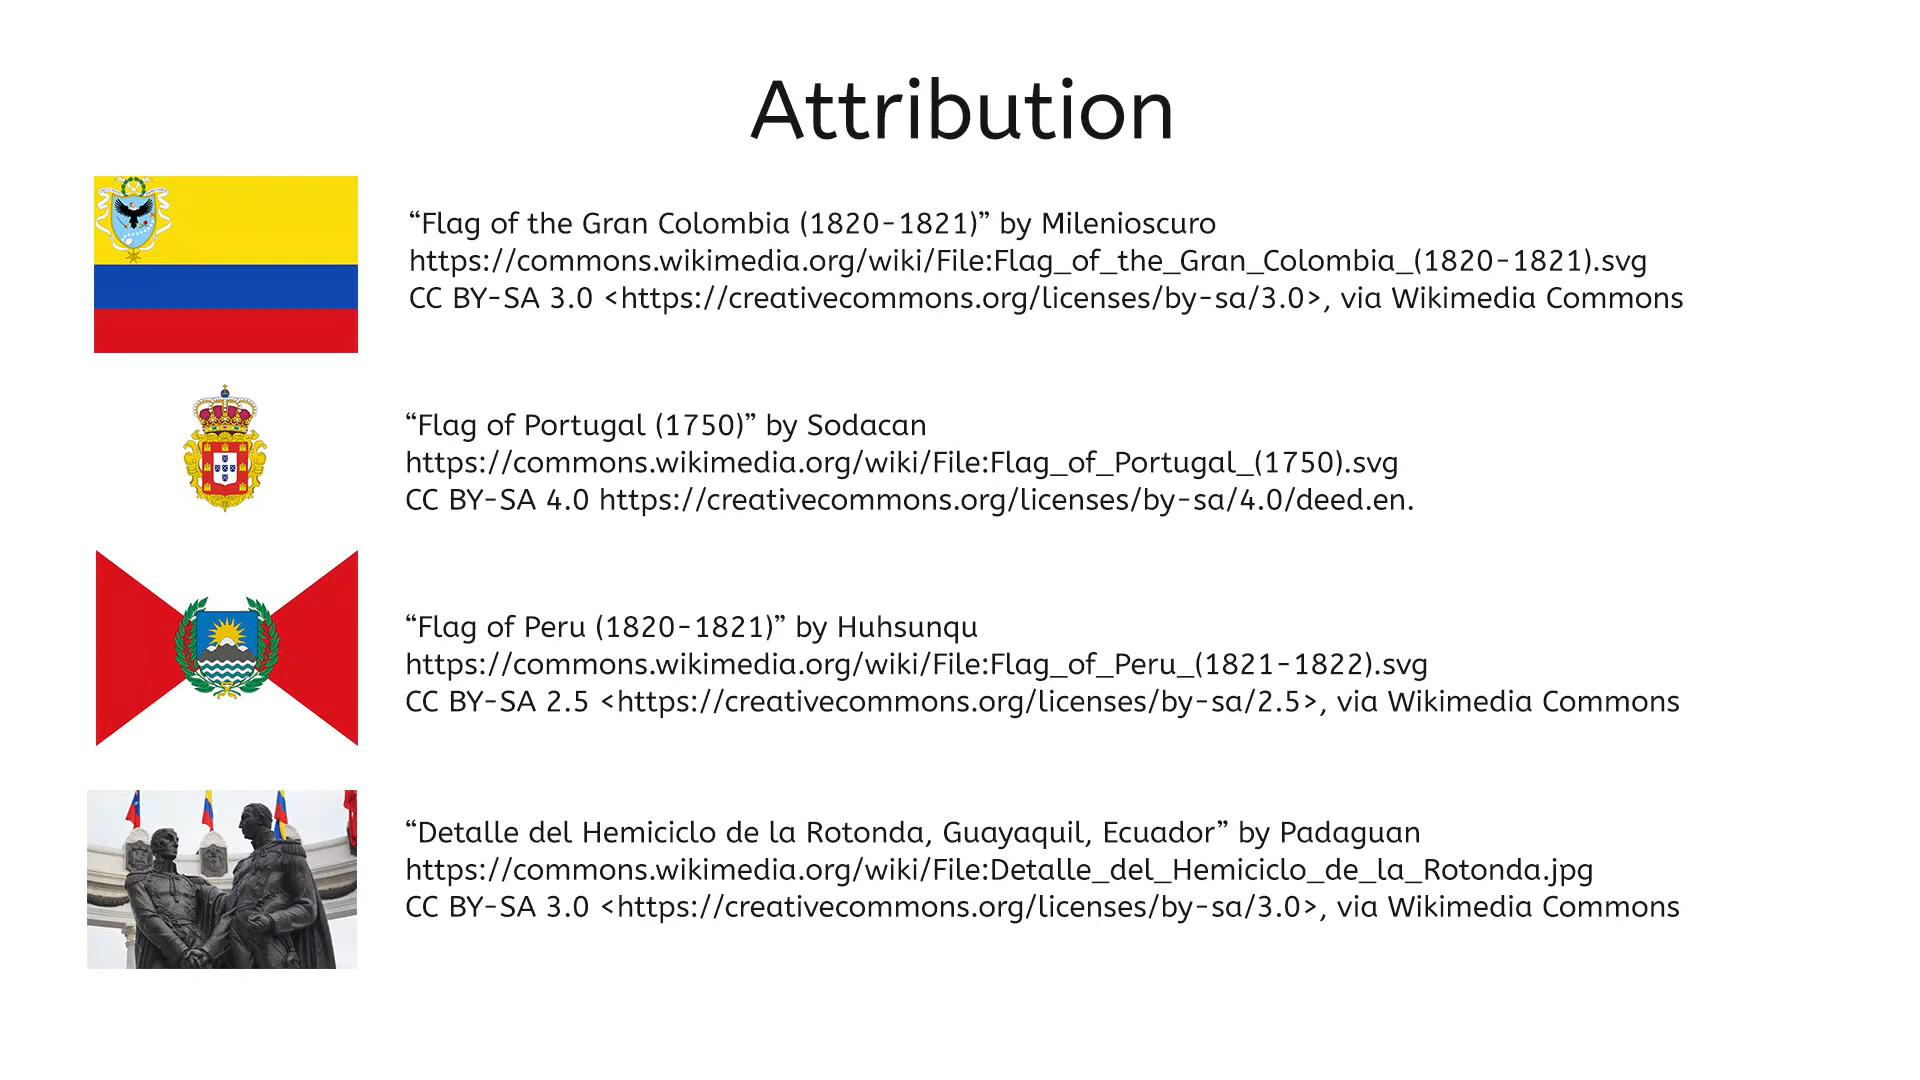 Attribution
“Flag of the Gran Colombia (1820-1821)” by Milenioscuro
https://commons.wikimedia.org/wiki/File:Flag_of_the_Gran_Colombia_(1820-1821).svg
CC BY-SA 3.0 <https://creativecommons.org/licenses/by-sa/3.0>, via Wikimedia Commons
“Flag of Portugal (1750)” by Sodacan
https://commons.wikimedia.org/wiki/File:Flag_of_Portugal_(1750).svg
CC BY-SA 4.0 https://creativecommons.org/licenses/by-sa/4.0/deed.en.
“Flag of Peru (1820-1821)” by Huhsunqu
https://commons.wikimedia.org/wiki/File:Flag_of_Peru_(1821-1822).svg
CC BY-SA 2.5 <https://creativecommons.org/licenses/by-sa/2.5>, via Wikimedia Commons
“Detalle del Hemiciclo de la Rotonda, Guayaquil, Ecuador” by Padaguan
https://commons.wikimedia.org/wiki/File:Detalle_del_Hemiciclo_de_la_Rotonda.jpg
CC BY-SA 3.0 <https://creativecommons.org/licenses/by-sa/3.0>, via Wikimedia Commons